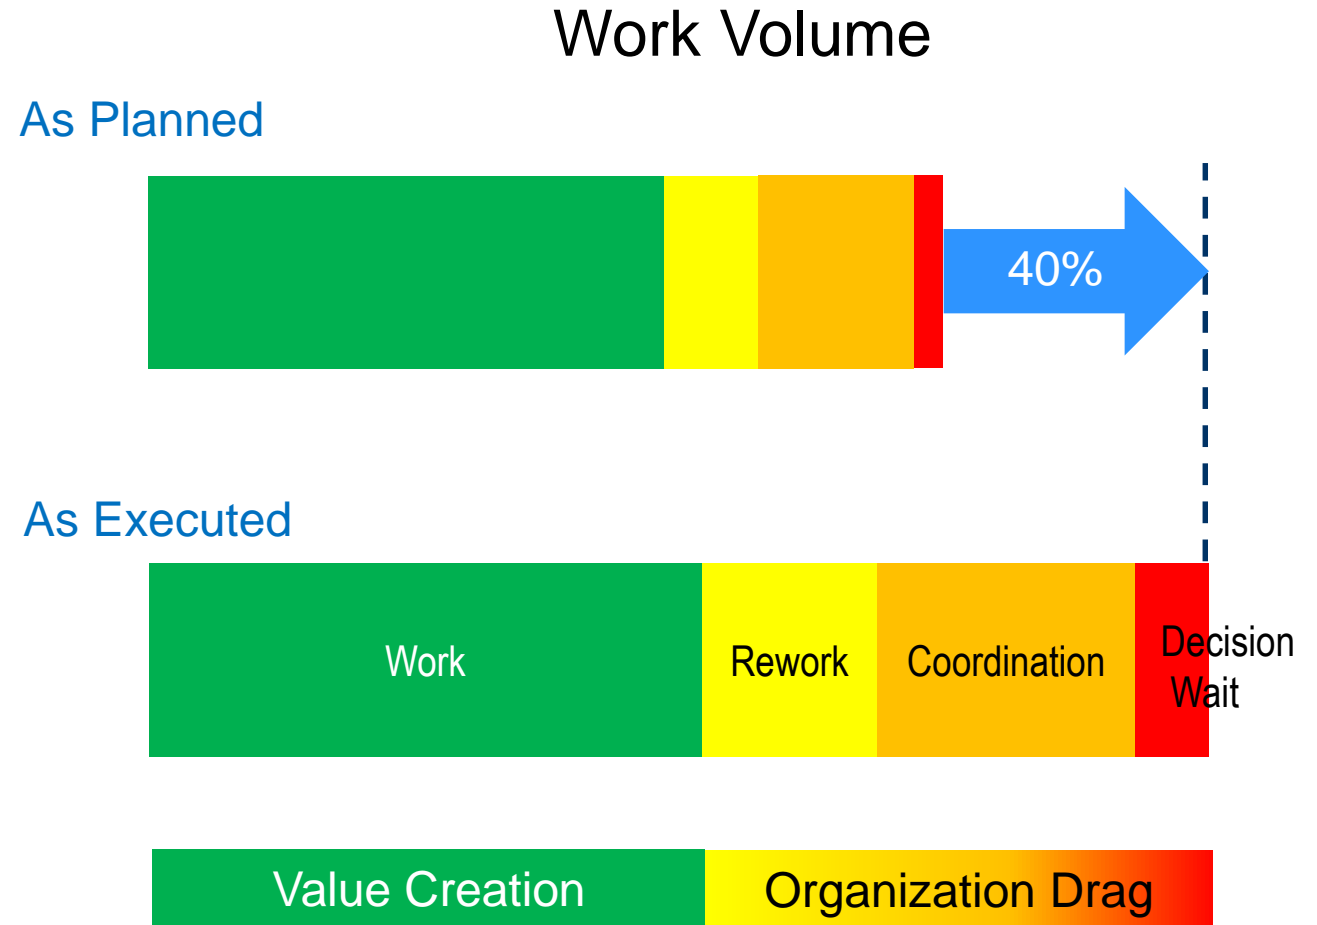 Work Volume
As Planned
40%
As Executed
Work
Rework
Coordination
Decision
Wait
Value Creation
Organization Drag